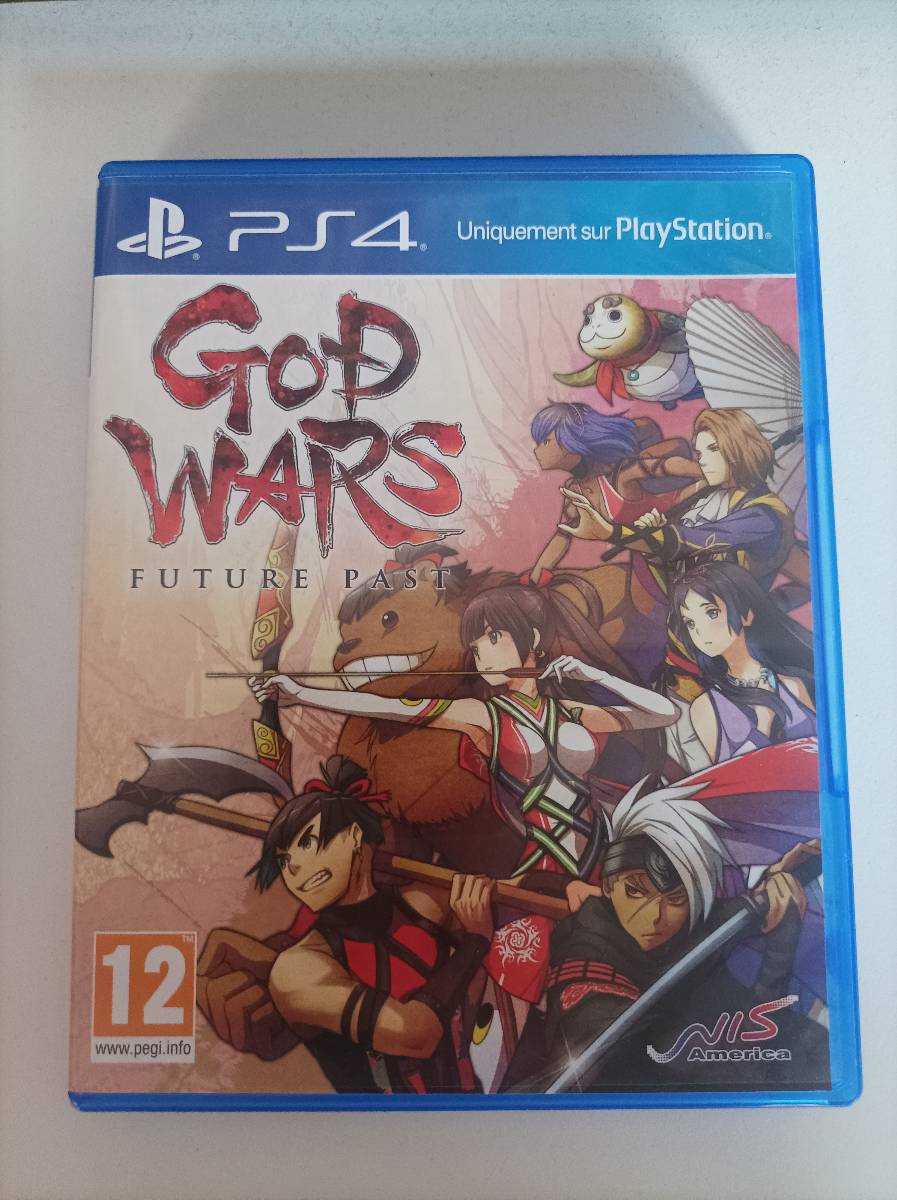 PS4 Uniquement sur PlayStation
GOD
WARS
FUTURE PAST
12
www.pegi.info
NIS
America